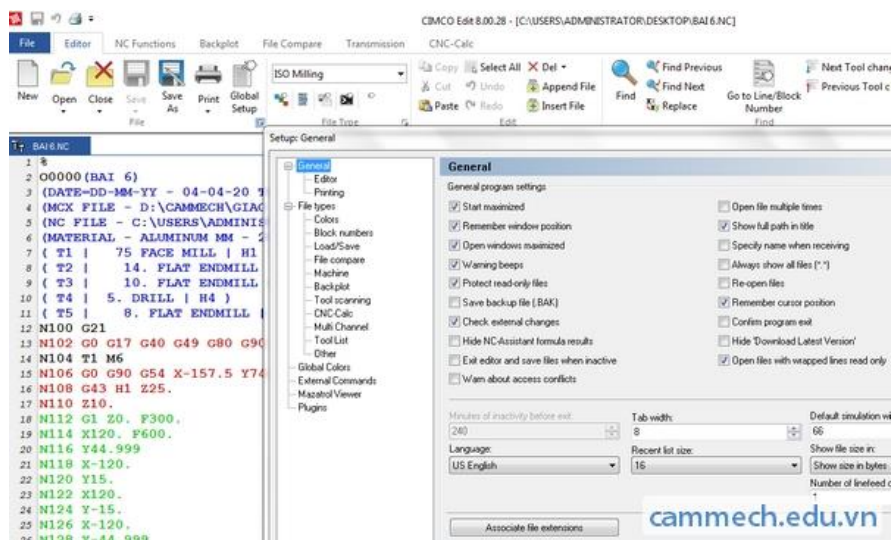 CIMCO Edit 8.00.28 - [C:\USERS\ADMINISTRATOR\DESKTOP\BAI 6.NC]
File Editor NC Functions Backplot File Compare Transmission CNC-Calc
New Open Close Save Save As Print Global Setup
File
ISO Milling
File Type
Copy Select All Del
Cut Undo Append File
Paste Redo Insert File
Edit
Find Find Previous
Find Next
Replace
Go to Line/Block Number
Next Tool chan
Previous Tool c
Find
BAI 6.NC
1 %
2 O0000(BAI 6)
3 (DATE=DD-MM-YY - 04-04-20 T
4 (MCX FILE - D:\CAMMECH\GIAO
5 (NC FILE - C:\USERS\ADMINIS
6 (MATERIAL - ALUMINUM MM - 2
7 ( T1 | 75 FACE MILL | H1
8 ( T2 | 14. FLAT ENDMILL
9 ( T3 | 10. FLAT ENDMILL
10 ( T4 | 5. DRILL | H4 )
11 ( T5 | 8. FLAT ENDMILL |
12 N100 G21
13 N102 G0 G17 G40 G49 G80 G90
14 N104 T1 M6
15 N106 G0 G90 G54 X-157.5 Y74
16 N108 G43 H1 Z25.
17 N110 Z10.
18 N112 G1 Z0. F300.
19 N114 X120. F600.
20 N116 Y44.999
21 N118 X-120.
22 N120 Y15.
23 N122 X120.
24 N124 Y-15.
25 N126 X-120.
26 N128 Y-44.999
Setup: General
General
Editor
Printing
File types
Colors
Block numbers
Load/Save
File compare
Machine
Backplot
Tool scanning
CNC-Calc
Multi Channel
Tool List
Other
Global Colors
External Commands
Mazatrol Viewer
Plugins
General
General program settings
Start maximized
Remember window position
Open windows maximized
Warning beeps
Protect read-only files
Save backup file (.BAK)
Check external changes
Hide NC-Assistant formula results
Exit editor and save files when inactive
Warn about access conflicts
Open file multiple times
Show full path in title
Specify name when receiving
Always show all files (*.*)
Re-open files
Remember cursor position
Confirm program exit
Hide 'Download Latest Version'
Open files with wrapped lines read only
Minutes of inactivity before exit:
240
Tab width:
8
Default simulation wi
66
Language:
US English
Recent list size:
16
Show file size in:
Show size in bytes
Number of linefeed c
1
Associate file extensions
cammech.edu.vn